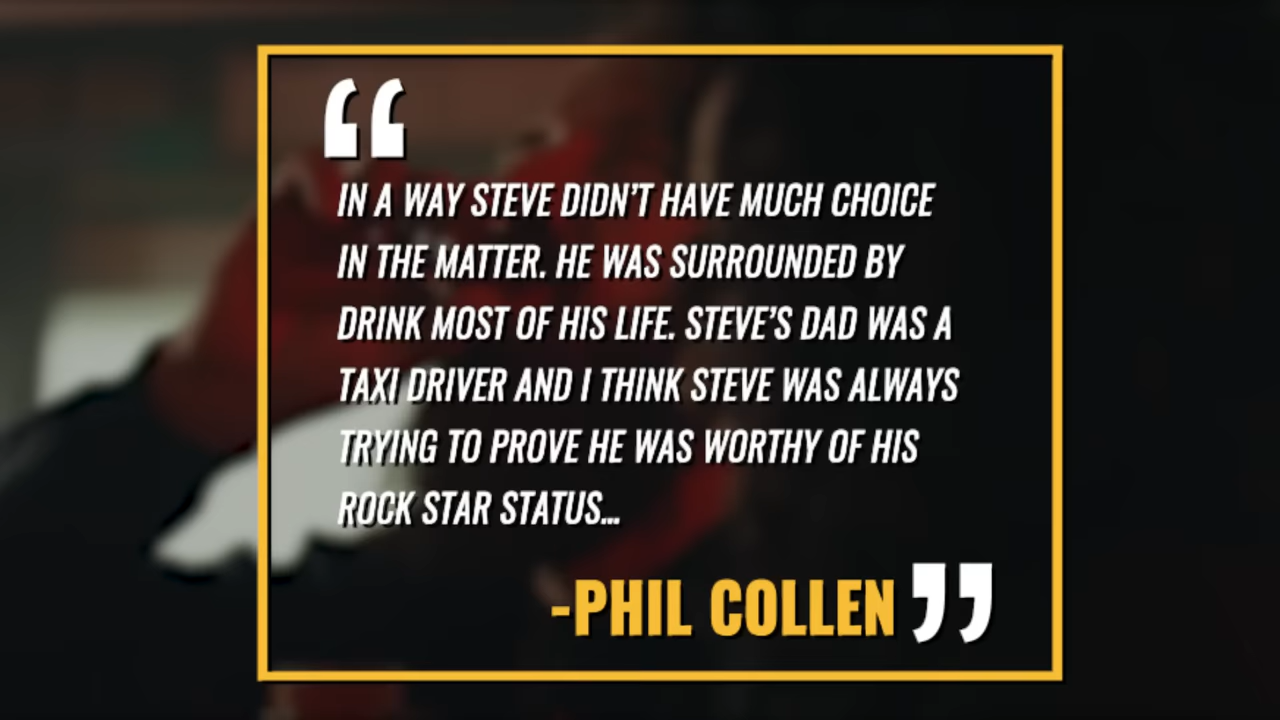 “
IN A WAY STEVE DIDN’T HAVE MUCH CHOICE
IN THE MATTER. HE WAS SURROUNDED BY
DRINK MOST OF HIS LIFE. STEVE’S DAD WAS A
TAXI DRIVER AND I THINK STEVE WAS ALWAYS
TRYING TO PROVE HE WAS WORTHY OF HIS
ROCK STAR STATUS...
-PHIL COLLEN ”